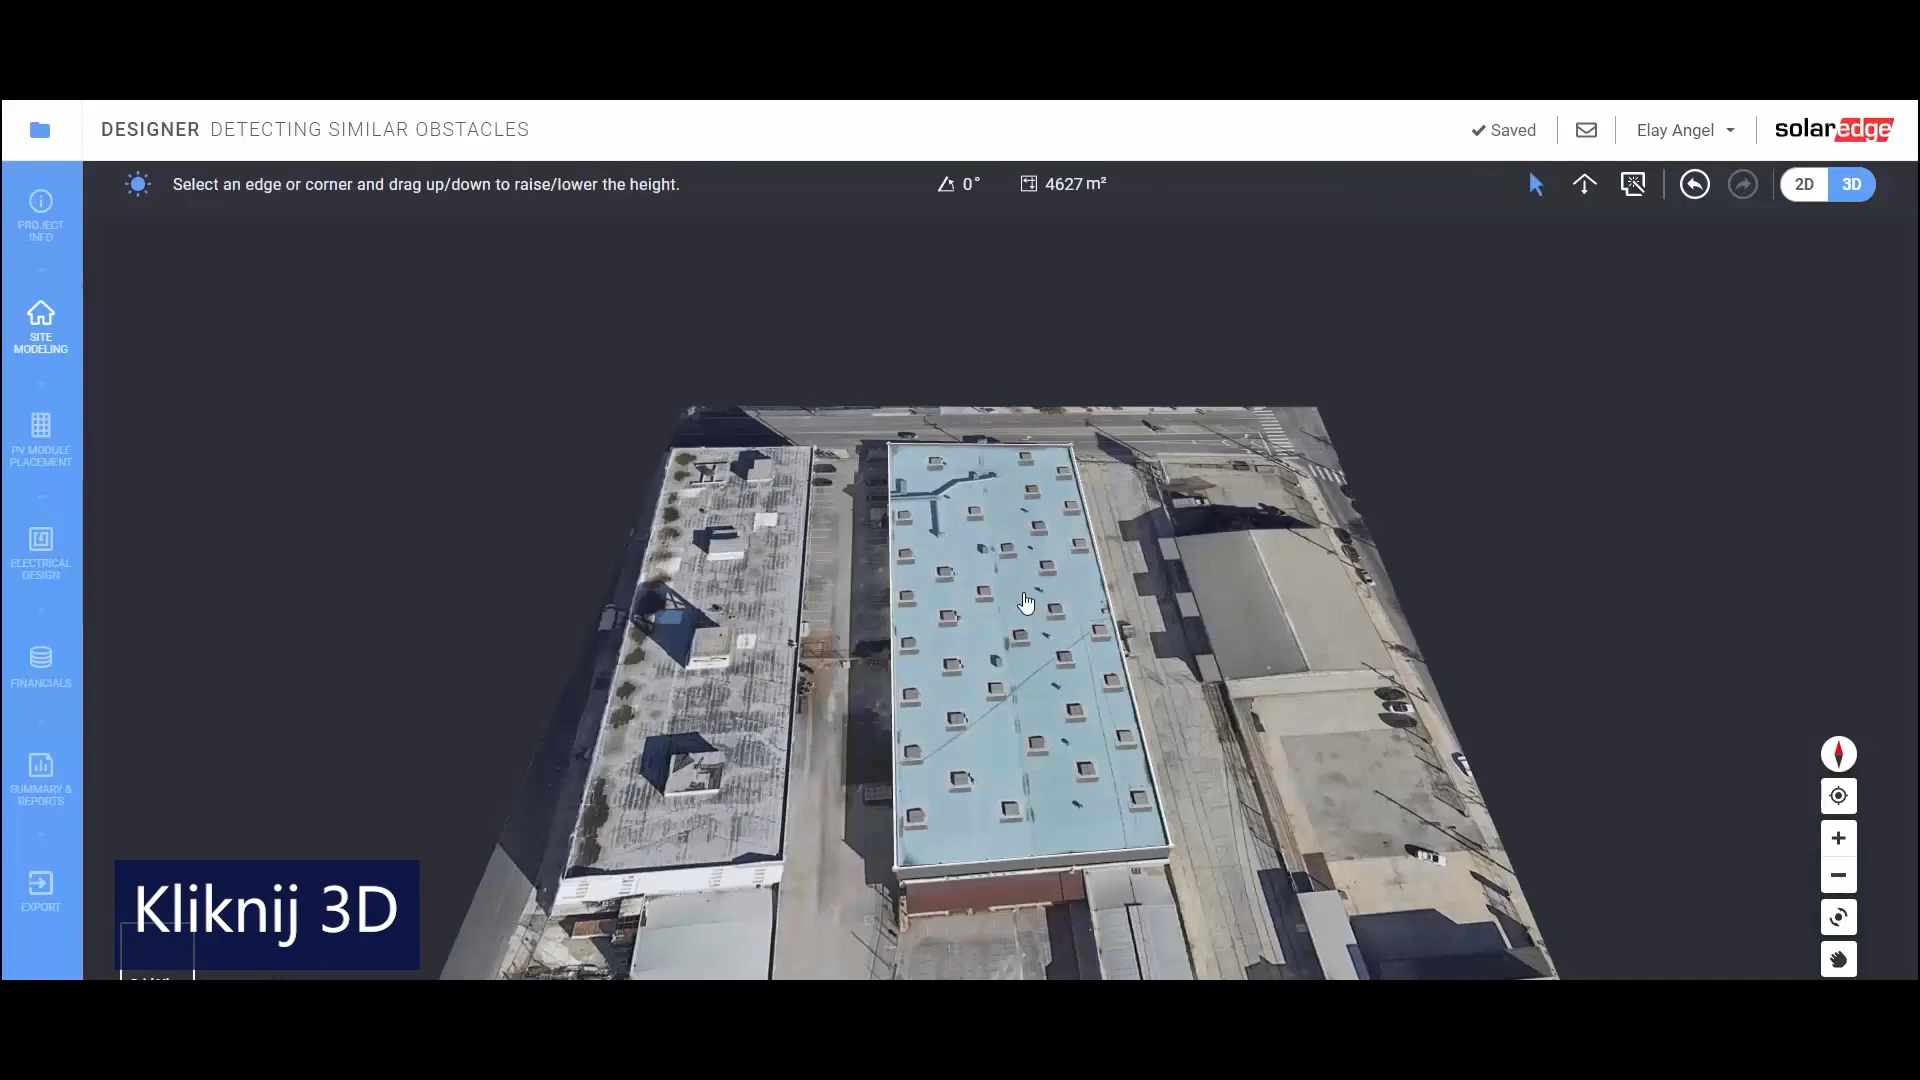 DESIGNER DETECTING SIMILAR OBSTACLES
Saved
Elay Angel
solaredge
Select an edge or corner and drag up/down to raise/lower the height.
0°
4627 m²
2D
3D
PROJECT
INFO
SITE
MODELING
PV MODULE
PLACEMENT
ELECTRICAL
DESIGN
FINANCIALS
SUMMARY &
REPORTS
EXPORT
Kliknij 3D